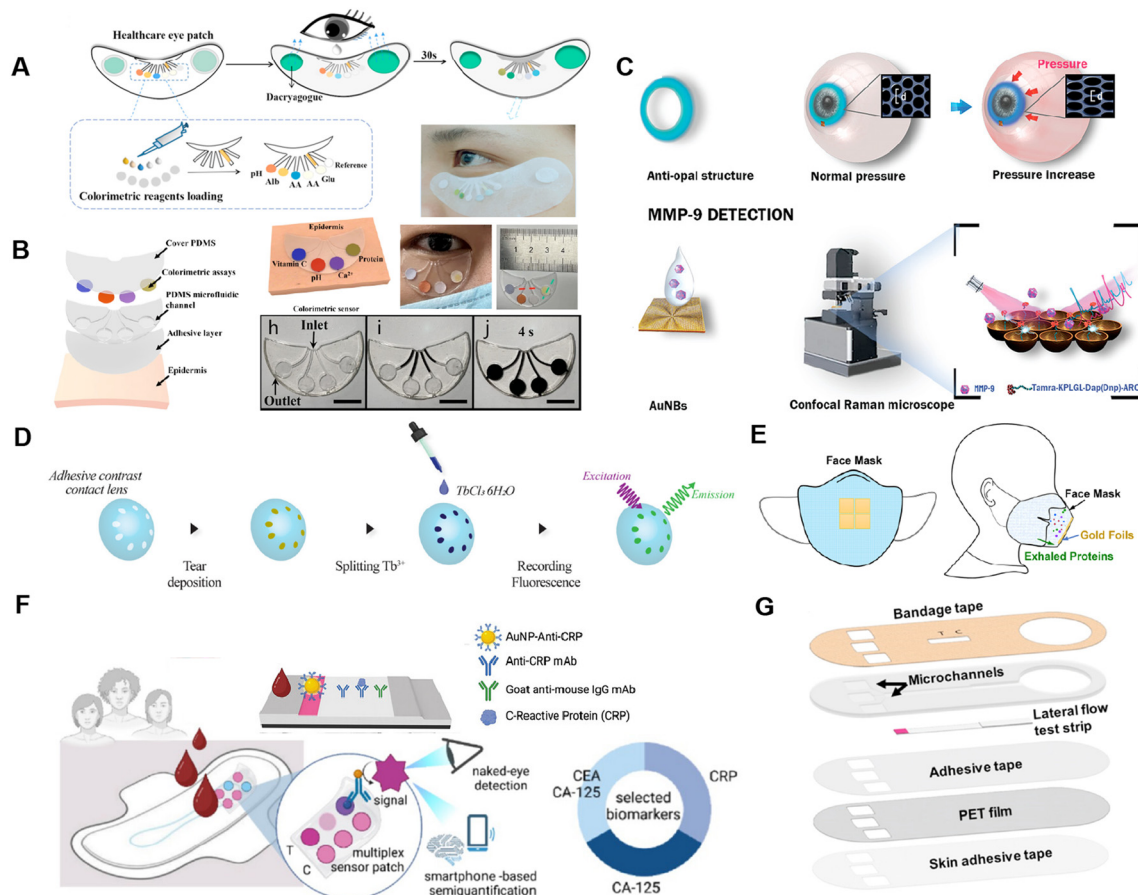 A
Healthcare eye patch
30s
Dacryagogue
Colorimetric reagents loading
pH
Alb
AA
AA
Glu
Reference
B
Cover PDMS
Colorimetric assays
PDMS microfluidic
channel
Adhesive layer
Epidermis
Epidermis
Vitamin C
pH
Ca²⁺
Protein
Colorimetric sensor
1 2 3 4
h
Inlet
Outlet
i
j
4 s
C
Anti-opal structure
d
Normal pressure
Pressure
d
Pressure Increase
MMP-9 DETECTION
AuNBs
Confocal Raman microscope
MMP-9
Tamra-KPLGL-Dap(Dnp)-ARC
D
Adhesive contrast
contact lens
Tear
deposition
Splitting Tb³⁺
TbCl₃ 6H₂O
Recording
Fluorescence
Excitation
Emission
E
Face Mask
Face Mask
Gold Foils
Exhaled Proteins
F
AuNP-Anti-CRP
Anti-CRP mAb
Goat anti-mouse IgG mAb
C-Reactive Protein (CRP)
T
C
multiplex
sensor patch
signal
naked-eye
detection
smartphone -based
semiquantification
CEA
CA-125
CRP
selected
biomarkers
CA-125
G
Bandage tape
T C
Microchannels
Lateral flow
test strip
Adhesive tape
PET film
Skin adhesive tape